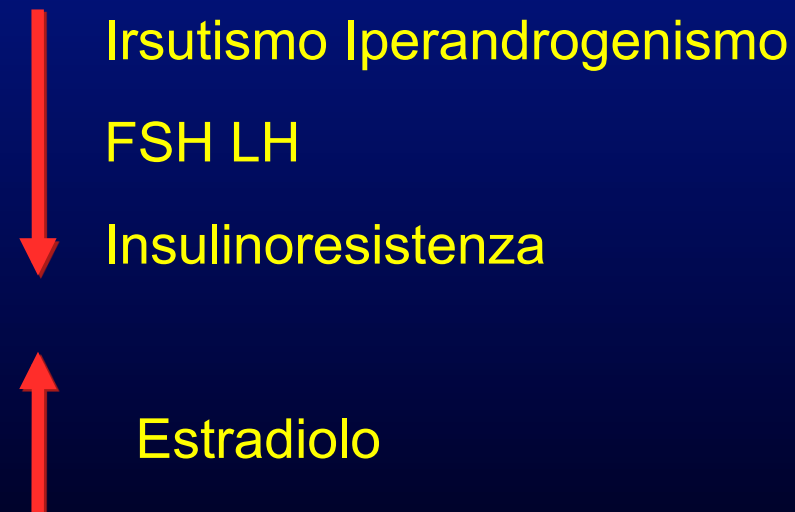 Irsutismo Iperandrogenismo
FSH LH
Insulinoresistenza
Estradiolo